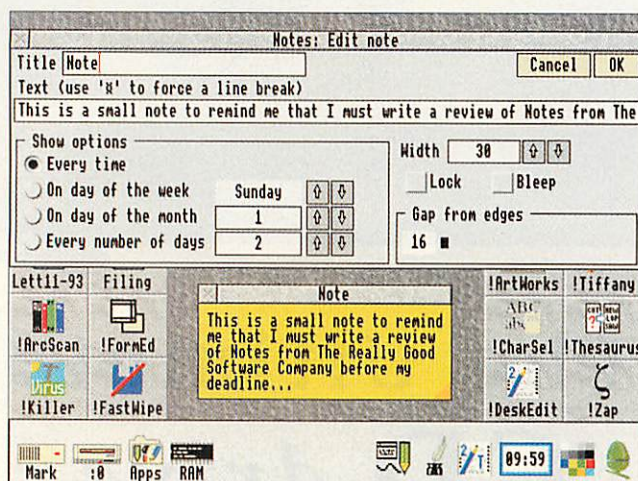 Notes: Edit note
Title Note Cancel OK
Text (use '¤' to force a line break)
This is a small note to remind me that I must write a review of Notes from The
Show options
Every time
On day of the week Sunday
On day of the month 1
Every number of days 2
Width 30
Lock Bleep
Gap from edges
16
Lett11-93 Filing
!ArcScan !FormEd
Virus
!Killer !FastWipe
Note
This is a small note to remind
me that I must write a review
of Notes from The Really Good
Software Company before my
deadline...
!ArtWorks !Tiffany
ABC
abc
!CharSel !Thesaurus
!DeskEdit !Zap
Mark :0 Apps RAM
09:59